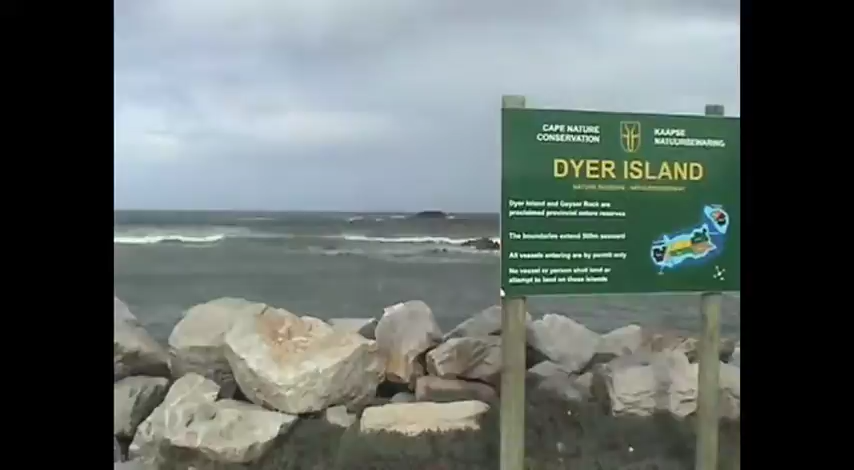 CAPE NATURE
CONSERVATION
KAAPSE
NATUURBEWARING
DYER ISLAND
NATURE RESERVE - NATUURRESERVAAT
Dyer Island and Geyser Rock are
proclaimed provincial nature reserves
The boundaries extend 500m seaward
All vessels entering are by permit only
No vessel or person shall land or
attempt to land on these islands